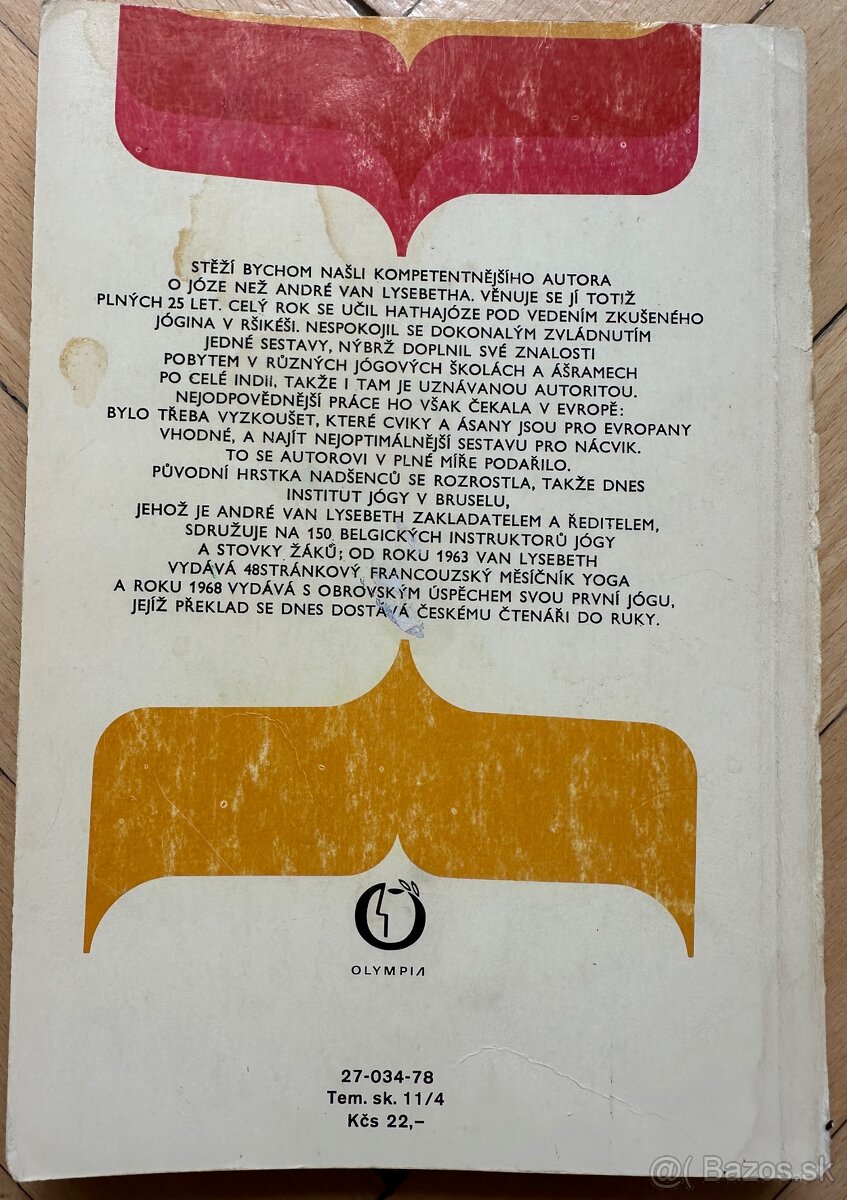 STĚŽÍ BYCHOM NAŠLI KOMPETENTNĚJŠÍHO AUTORA
O JÓZE NEŽ ANDRÉ VAN LYSEBETHA. VĚNUJE SE JÍ TOTIŽ
PLNÝCH 25 LET. CELÝ ROK SE UČIL HATHAJÓZE POD VEDENÍM ZKUŠENÉHO
JÓGINA V RŠIKÉŠI. NESPOKOJIL SE DOKONALÝM ZVLÁDNUTÍM
JEDNÉ SESTAVY, NÝBRŽ DOPLNIL SVÉ ZNALOSTI
POBYTEM V RŮZNÝCH JÓGOVÝCH ŠKOLÁCH A ÁŠRAMECH
PO CELÉ INDII, TAKŽE I TAM JE UZNÁVANOU AUTORITOU.
NEJODPOVĚDNĚJŠÍ PRÁCE HO VŠAK ČEKALA V EVROPĚ:
BYLO TŘEBA VYZKOUŠET, KTERÉ CVIKY A ÁSANY JSOU PRO EVROPANY
VHODNÉ, A NAJÍT NEJOPTIMÁLNĚJŠÍ SESTAVU PRO NÁCVIK.
TO SE AUTOROVI V PLNÉ MÍŘE PODAŘILO.
PŮVODNÍ HRSTKA NADŠENCŮ SE ROZROSTLA, TAKŽE DNES
INSTITUT JÓGY V BRUSELU,
JEHOŽ JE ANDRÉ VAN LYSEBETH ZAKLADATELEM A ŘEDITELEM,
SDRUŽUJE NA 150 BELGICKÝCH INSTRUKTORŮ JÓGY
A STOVKY ŽÁKŮ; OD ROKU 1963 VAN LYSEBETH
VYDÁVÁ 48STRÁNKOVÝ FRANCOUZSKÝ MĚSÍČNÍK YOGA
A ROKU 1968 VYDÁVÁ S OBROVSKÝM ÚSPĚCHEM SVOU PRVNÍ JÓGU,
JEJÍŽ PŘEKLAD SE DNES DOSTÁVÁ ČESKÉMU ČTENÁŘI DO RUKY.
OLYMPIA
27-034-78
Tem. sk. 11/4
Kčs 22,–
@( Bazos.sk